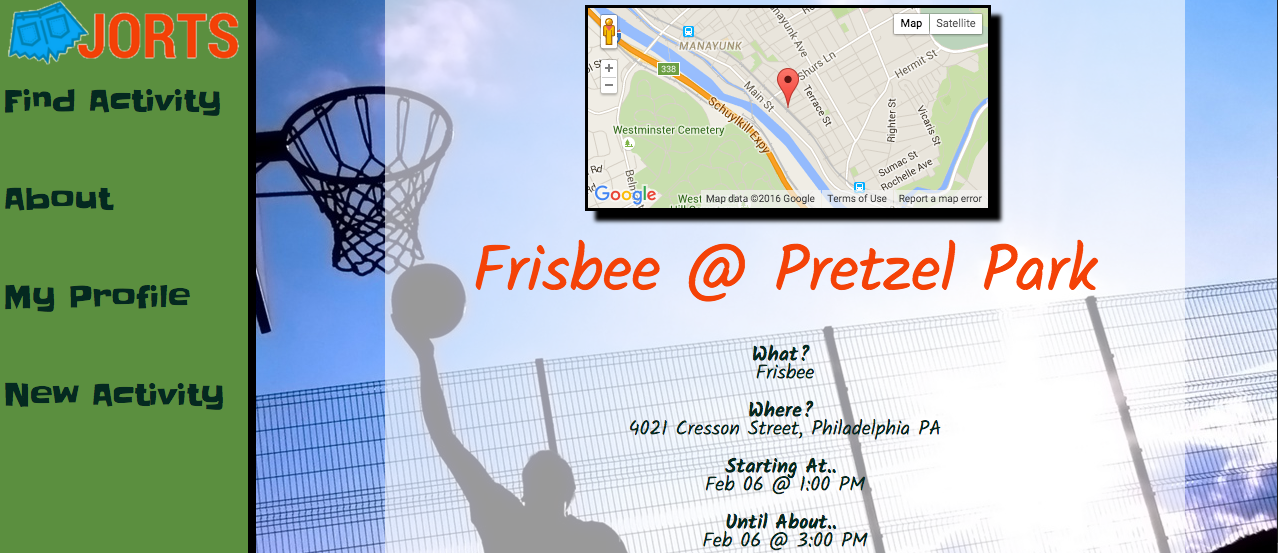 JORTS
Find Activity
About
My Profile
New Activity
Map Satellite
MANAYUNK
338
Shurs Ln
Hermit St
Main St
Terrace St
Schuylkill Expy
Righter St
Vicaris St
Westminster Cemetery
Sumac St
Rochelle Ave
Rd
Google
Map data ©2016 Google Terms of Use Report a map error
Frisbee @ Pretzel Park
What?
Frisbee
Where?
4021 Cresson Street, Philadelphia PA
Starting At..
Feb 06 @ 1:00 PM
Until About..
Feb 06 @ 3:00 PM